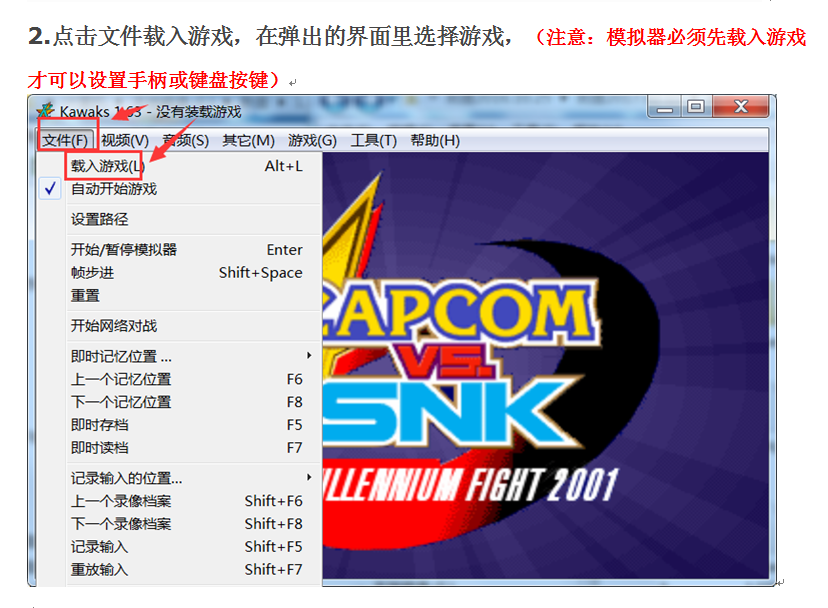 2.点击文件载入游戏，在弹出的界面里选择游戏，（注意：模拟器必须先载入游戏
才可以设置手柄或键盘按键）
Kawaks 1.63 - 没有装载游戏
文件(F) 视频(V) 音频(S) 其它(M) 游戏(G) 工具(T) 帮助(H)
载入游戏(L) Alt+L
自动开始游戏
设置路径
开始/暂停模拟器 Enter
帧步进 Shift+Space
重置
开始网络对战
即时记忆位置 ...
上一个记忆位置 F6
下一个记忆位置 F8
即时存档 F5
即时读档 F7
记录输入的位置...
上一个录像档案 Shift+F6
下一个录像档案 Shift+F8
记录输入 Shift+F5
重放输入 Shift+F7
CAPCOM
VS.
SNK
ILLENNIUM FIGHT 2001